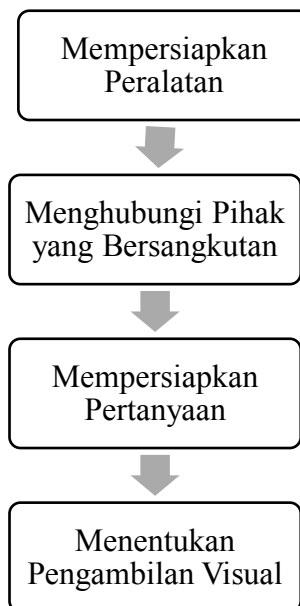 Mempersiapkan
Peralatan
Menghubungi Pihak
yang Bersangkutan
Mempersiapkan
Pertanyaan
Menentukan
Pengambilan Visual